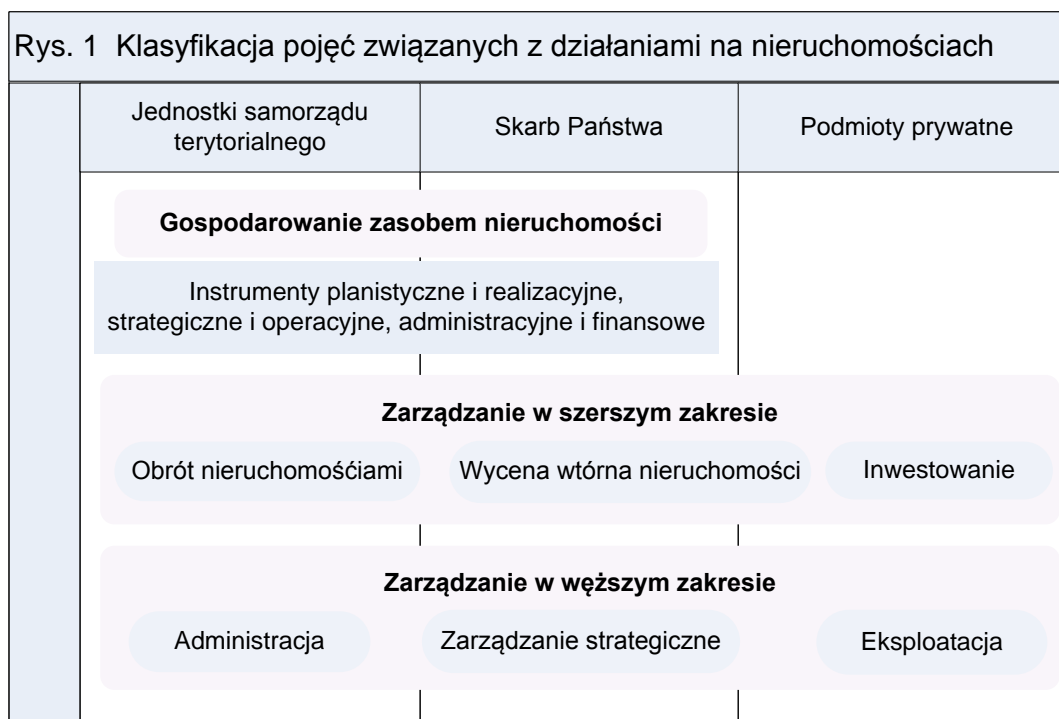 Rys. 1 Klasyfikacja pojęć związanych z działaniami na nieruchomościach
Jednostki samorządu
terytorialnego
Skarb Państwa
Podmioty prywatne
Gospodarowanie zasobem nieruchomości
Instrumenty planistyczne i realizacyjne,
strategiczne i operacyjne, administracyjne i finansowe
Zarządzanie w szerszym zakresie
Obrót nieruchomośćiami
Wycena wtórna nieruchomości
Inwestowanie
Zarządzanie w węższym zakresie
Administracja
Zarządzanie strategiczne
Eksploatacja